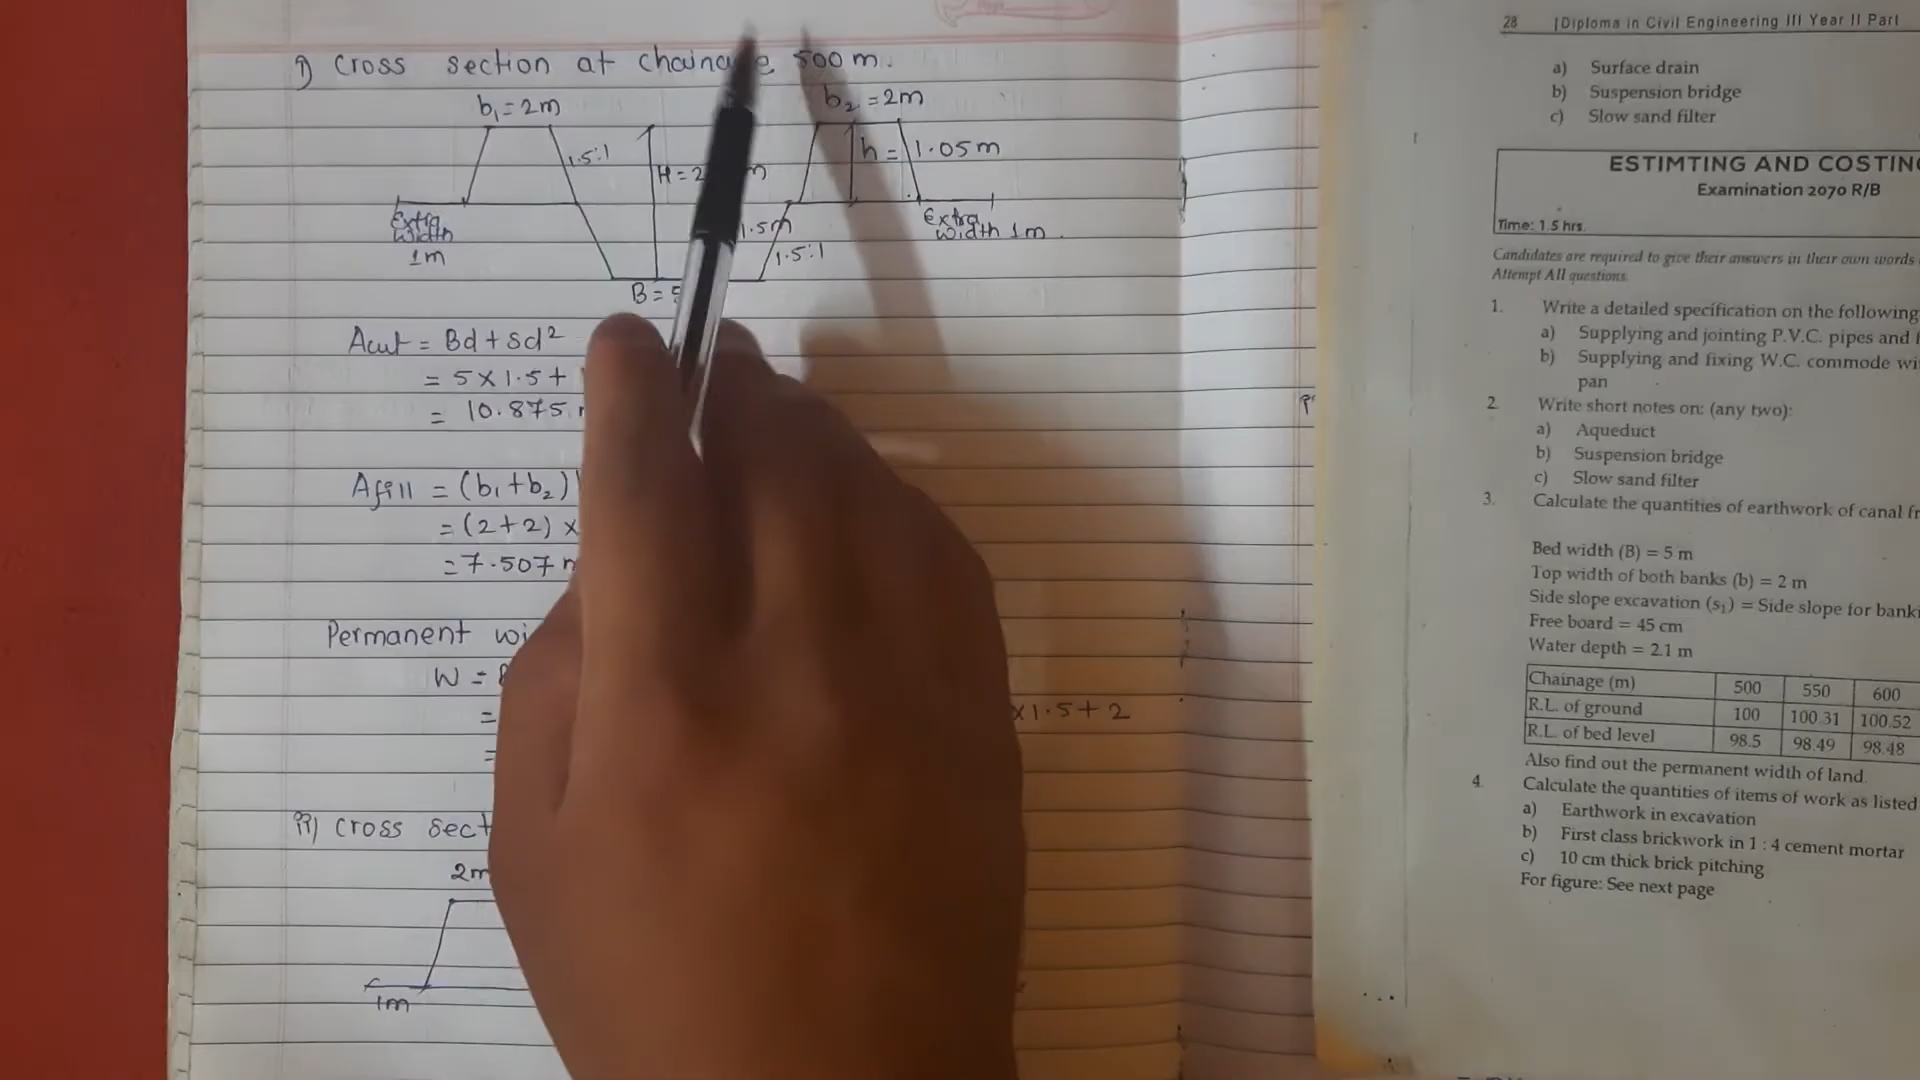 i) Cross section at chainage 500 m.
b₁ = 2m
b₂ = 2m
1.5:1
H = 2
m
h = 1.05m
Extra
width
1m
1.5m
1.5:1
Extra
width 1m.
B = 5
Acut = Bd + Sd²
= 5 × 1.5 +
= 10.875
Afill = (b₁+b₂)
= (2+2) ×
= 7.507
Permanent
W =
=
× 1.5 + 2
=
ii) Cross
2m
1m
28 | Diploma in Civil Engineering III Year II Part
a) Surface drain
b) Suspension bridge
c) Slow sand filter
ESTIMTING AND
Examination 2070 R/B
Time: 1.5 hrs.
Candidates are required to give their answers in their own words
Attempt All questions.
1. Write a detailed specification on the following
a) Supplying and jointing P.V.C. pipes and
b) Supplying and fixing W.C. commode
pan
2. Write short notes on: (any two):
a) Aqueduct
b) Suspension bridge
c) Slow sand filter
3. Calculate the quantities of earthwork of canal
Bed width (B) = 5 m
Top width of both banks (b) = 2 m
Side slope excavation (s₁) = Side slope for
Free board = 45 cm
Water depth = 2.1 m
Chainage (m) 500 550 600
R.L. of ground 100 100.31 100.52
R.L. of bed level 98.5 98.49 98.48
Also find out the permanent width of land.
4. Calculate the quantities of items of work as listed
a) Earthwork in excavation
b) First class brickwork in 1 : 4 cement mortar
c) 10 cm thick brick pitching
For figure: See next page